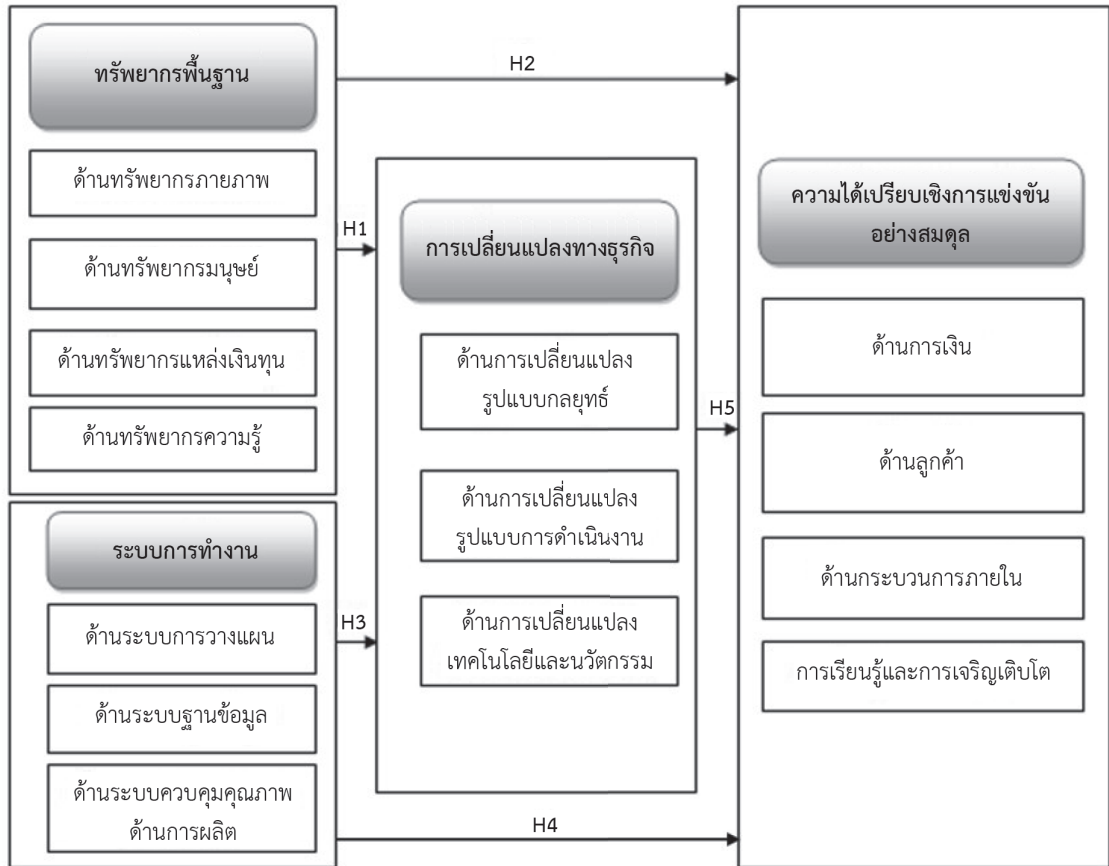 ทรัพยากรพื้นฐาน
ด้านทรัพยากรภายภาพ
ด้านทรัพยากรมนุษย์
ด้านทรัพยากรแหล่งเงินทุน
ด้านทรัพยากรความรู้
ระบบการทำงาน
ด้านระบบการวางแผน
ด้านระบบฐานข้อมูล
ด้านระบบควบคุมคุณภาพ
ด้านการผลิต
H2
H1
H3
H4
การเปลี่ยนแปลงทางธุรกิจ
ด้านการเปลี่ยนแปลง
รูปแบบกลยุทธ์
ด้านการเปลี่ยนแปลง
รูปแบบการดำเนินงาน
ด้านการเปลี่ยนแปลง
เทคโนโลยีและนวัตกรรม
H5
ความได้เปรียบเชิงการแข่งขัน
อย่างสมดุล
ด้านการเงิน
ด้านลูกค้า
ด้านกระบวนการภายใน
การเรียนรู้และการเจริญเติบโต